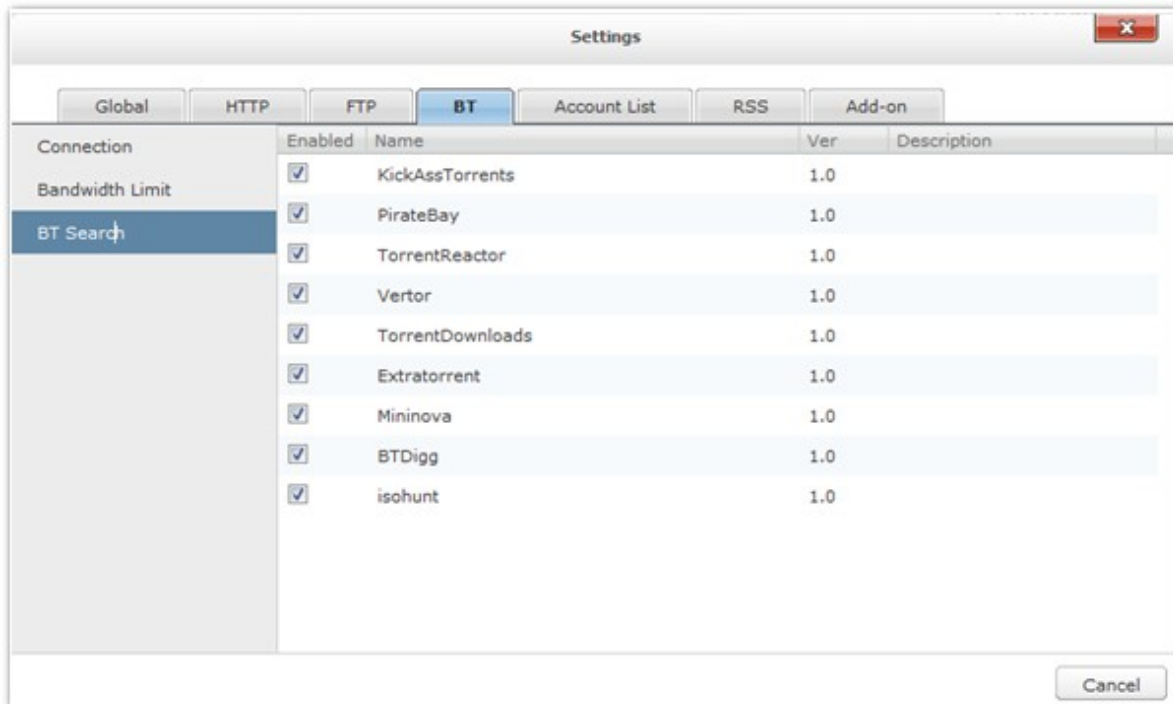 Settings
Global HTTP FTP BT Account List RSS Add-on
Connection
Bandwidth Limit
BT Search
Enabled Name Ver Description
KickAssTorrents 1.0
PirateBay 1.0
TorrentReactor 1.0
Vertor 1.0
TorrentDownloads 1.0
Extratorrent 1.0
Mininova 1.0
BTDigg 1.0
isohunt 1.0
Cancel